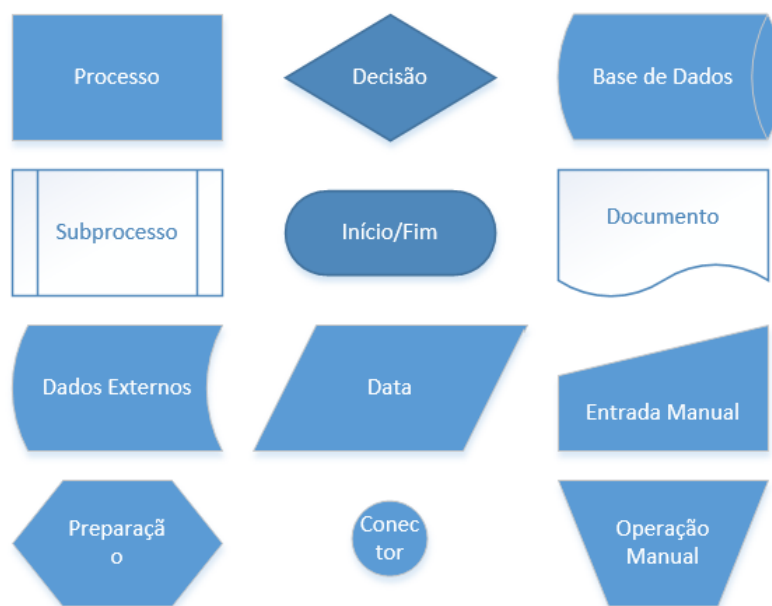 Processo
Decisão
Base de Dados
Subprocesso
Início/Fim
Documento
Dados Externos
Data
Entrada Manual
Preparaçã
o
Conec
tor
Operação
Manual